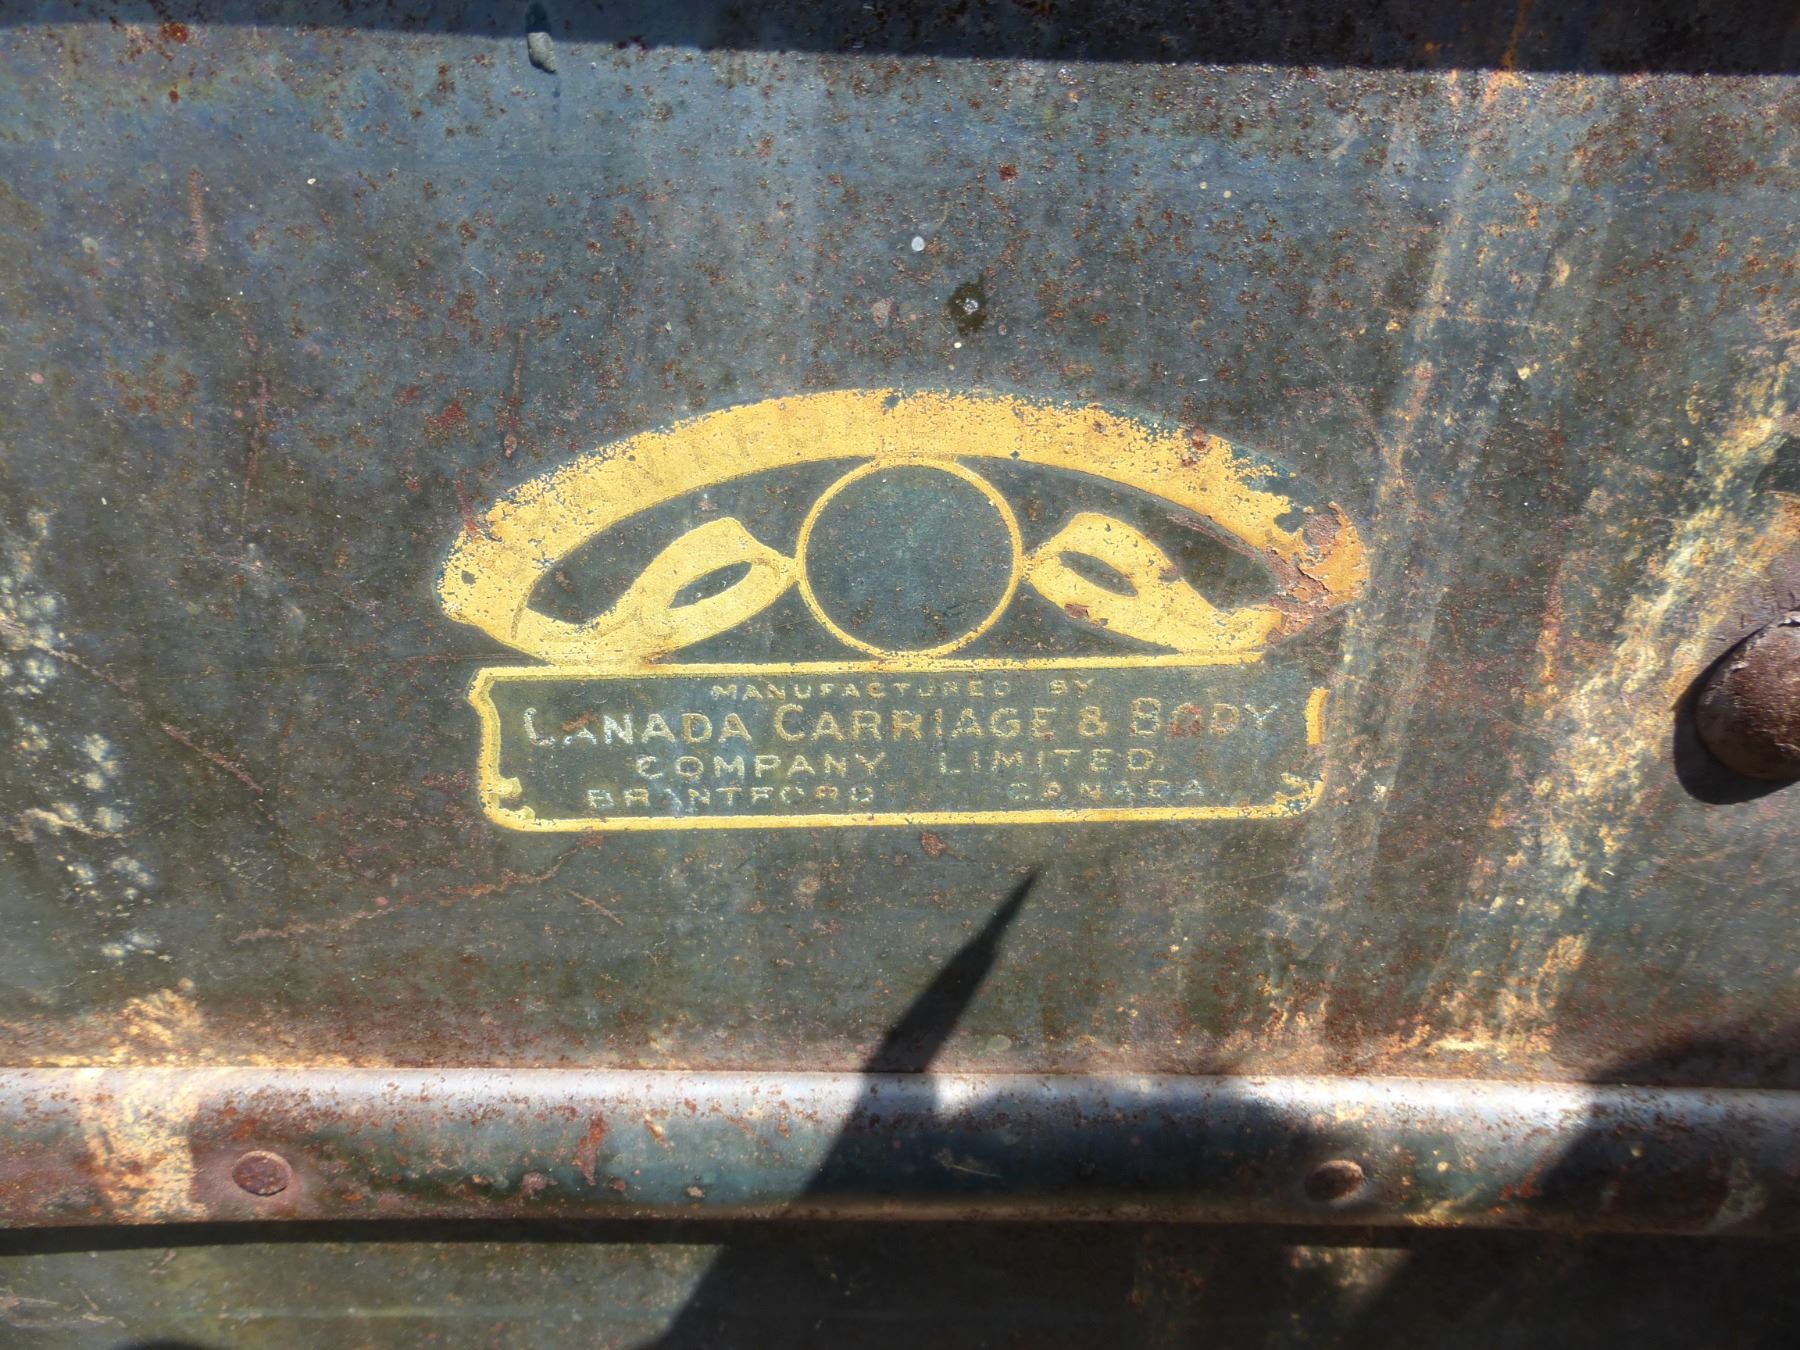 MANUFACTURED BY
CANADA CARRIAGE & BODY
COMPANY LIMITED.
BRANTFORD CANADA